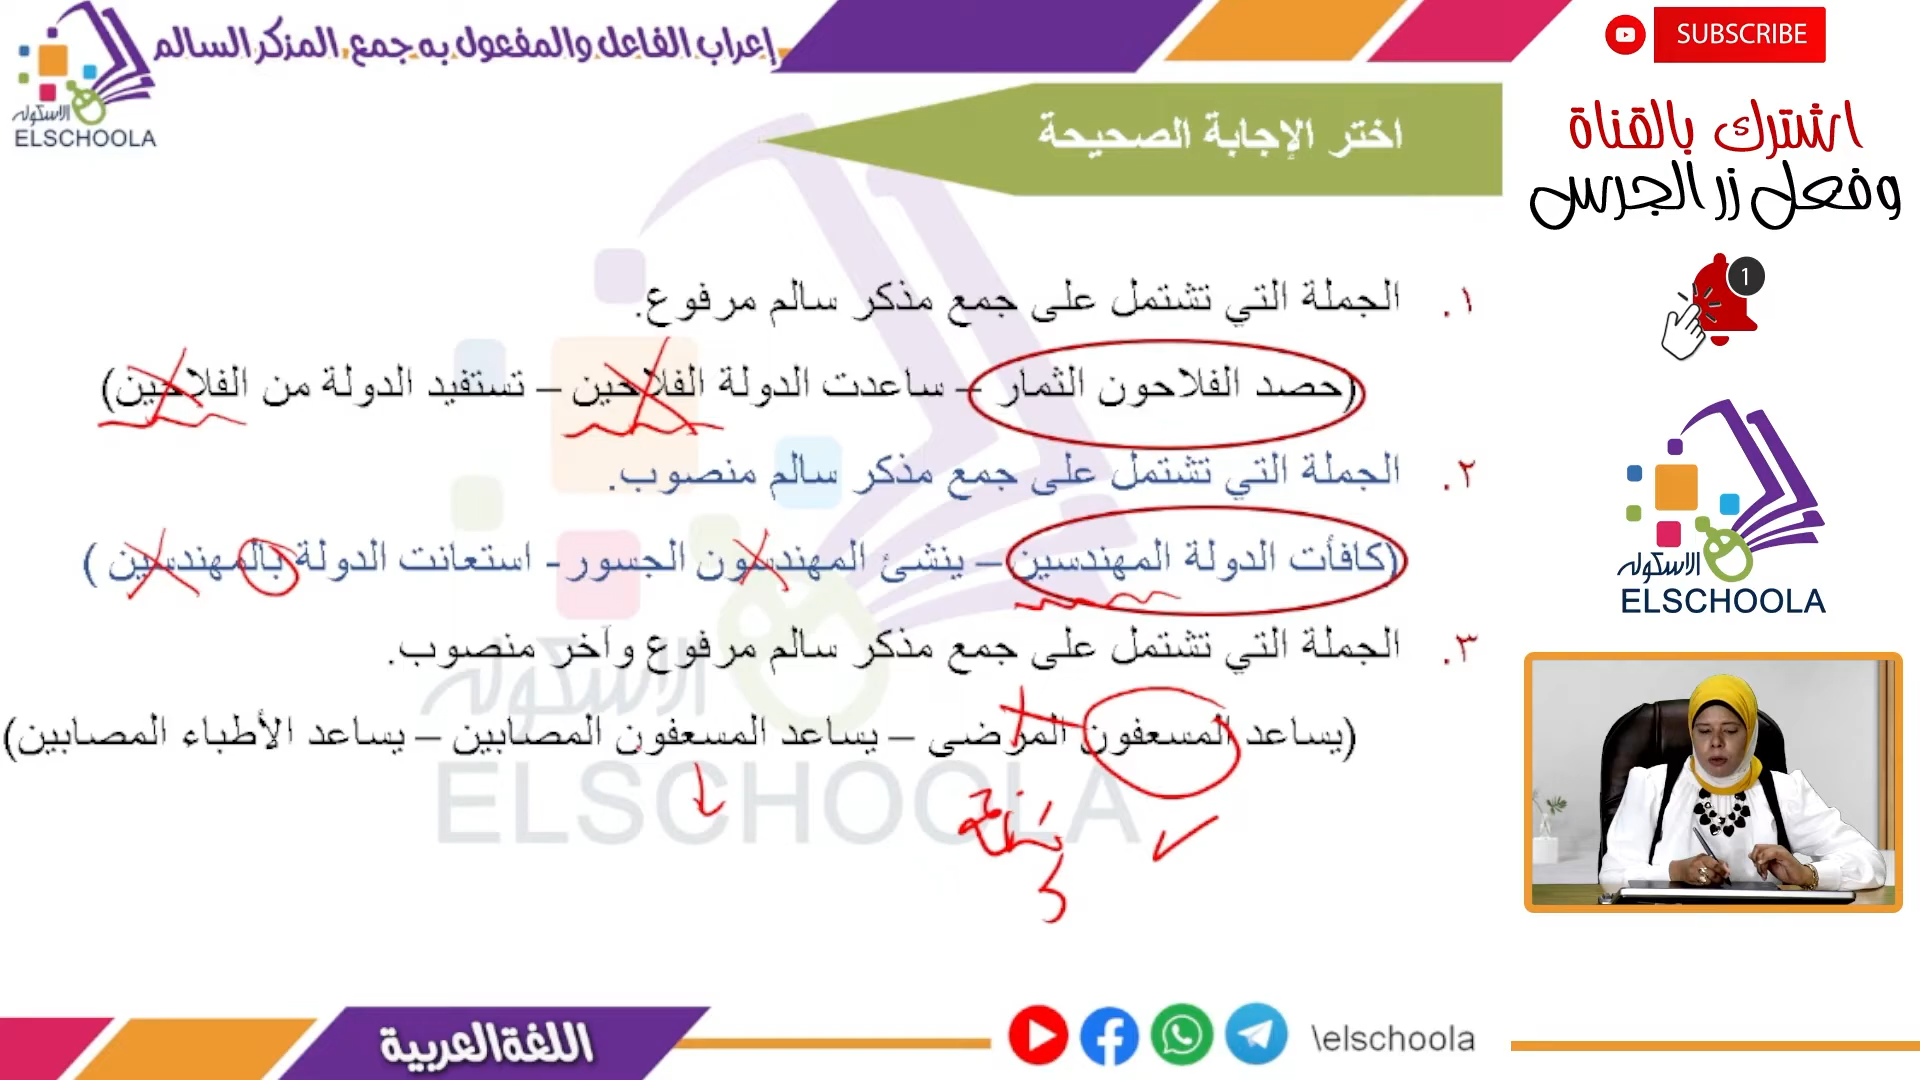 إعراب الفاعل والمفعول به جمع المذكر السالم
SUBSCRIBE
الاسكوله
ELSCHOOLA
اختر الإجابة الصحيحة
اشترك بالقناة
وفعل زر الجرس
1
١. الجملة التي تشتمل على جمع مذكر سالم مرفوع.
(حصد الفلاحون الثمار – ساعدت الدولة الفلاحين – تستفيد الدولة من الفلاحين)
٢. الجملة التي تشتمل على جمع مذكر سالم منصوب.
(كافأت الدولة المهندسين – ينشئ المهندسون الجسور - استعانت الدولة بالمهندسين )
٣. الجملة التي تشتمل على جمع مذكر سالم مرفوع وآخر منصوب.
(يساعد المسعفون المرضى – يساعد المسعفون المصابين – يساعد الأطباء المصابين)
الاسكوله
ELSCHOOLA
الاسكوله
ELSCHOOLA
اللغة العربية
\elschoola